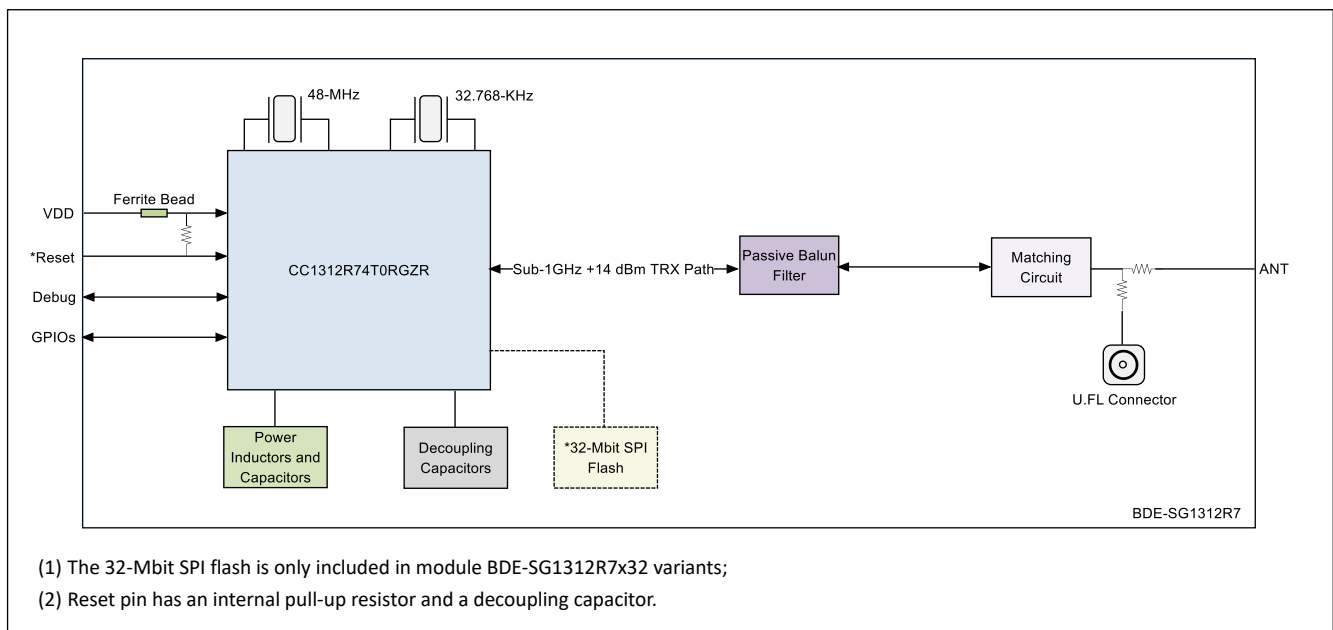 48-MHz
32.768-KHz
Ferrite Bead
VDD
*Reset
Debug
GPIOs
CC1312R74T0RGZR
Sub-1GHz +14 dBm TRX Path
Passive Balun
Filter
Matching
Circuit
ANT
U.FL Connector
Power
Inductors and
Capacitors
Decoupling
Capacitors
*32-Mbit SPI
Flash
BDE-SG1312R7
(1) The 32-Mbit SPI flash is only included in module BDE-SG1312R7x32 variants;
(2) Reset pin has an internal pull-up resistor and a decoupling capacitor.